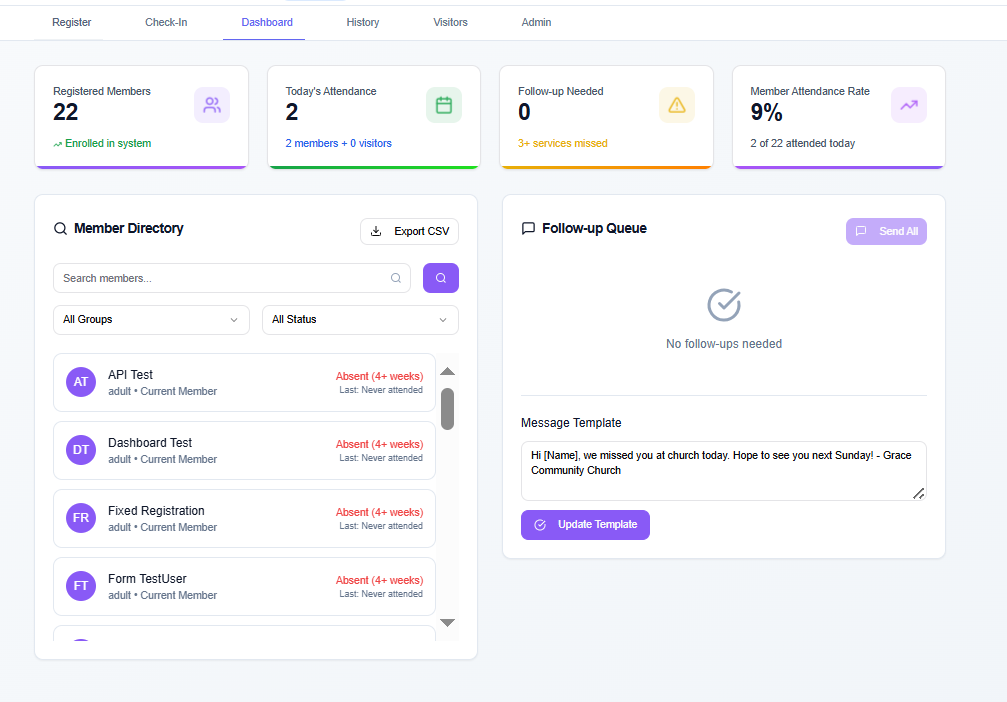 Register
Check-In
Dashboard
History
Visitors
Admin
Registered Members
22
Enrolled in system
Today's Attendance
2
2 members + 0 visitors
Follow-up Needed
0
3+ services missed
Member Attendance Rate
9%
2 of 22 attended today
Member Directory
Export CSV
Search members...
All Groups
All Status
AT
API Test
adult • Current Member
Absent (4+ weeks)
Last: Never attended
DT
Dashboard Test
adult • Current Member
Absent (4+ weeks)
Last: Never attended
FR
Fixed Registration
adult • Current Member
Absent (4+ weeks)
Last: Never attended
FT
Form TestUser
adult • Current Member
Absent (4+ weeks)
Last: Never attended
Follow-up Queue
Send All
No follow-ups needed
Message Template
Hi [Name], we missed you at church today. Hope to see you next Sunday! - Grace
Community Church
Update Template